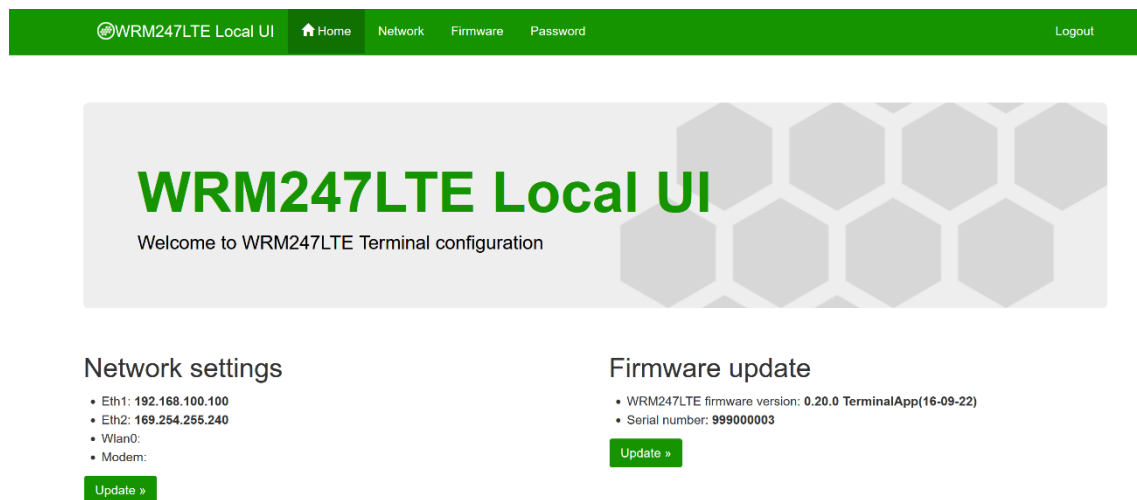 WRM247LTE Local UI Home Network Firmware Password Logout
WRM247LTE Local UI
Welcome to WRM247LTE Terminal configuration
Network settings
• Eth1: 192.168.100.100
• Eth2: 169.254.255.240
• Wlan0:
• Modem:
Update »
Firmware update
• WRM247LTE firmware version: 0.20.0 TerminalApp(16-09-22)
• Serial number: 999000003
Update »